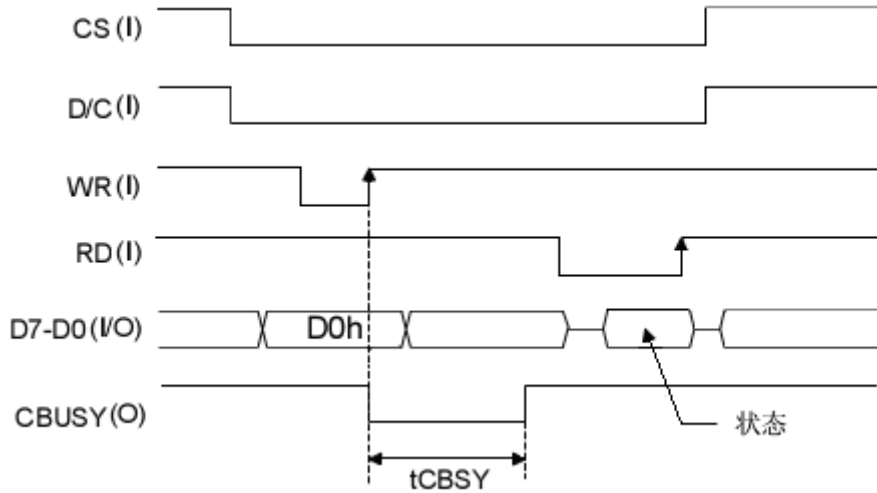 CS(I)
D/C(I)
WR(I)
RD(I)
D7-D0(I/O)
D0h
CBUSY(O)
状态
tCBSY